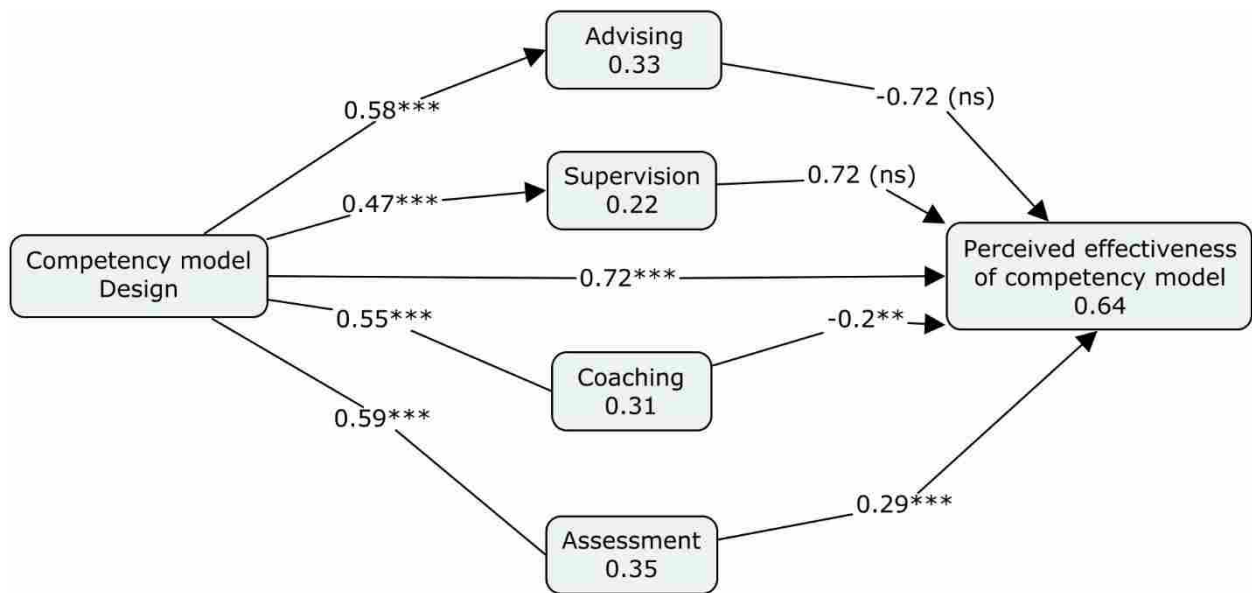 Advising
0.33
-0.72 (ns)
0.58***
Supervision
0.22
0.72 (ns)
0.47***
Competency model
Design
0.72***
Perceived effectiveness
of competency model
0.64
0.55***
-0.2**
Coaching
0.31
0.59***
0.29***
Assessment
0.35